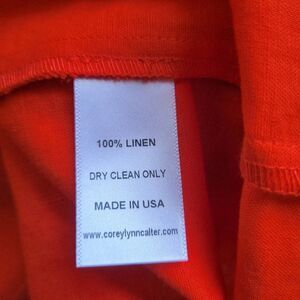 100% LINEN
DRY CLEAN ONLY
MADE IN USA
www.coreylynncalter.com